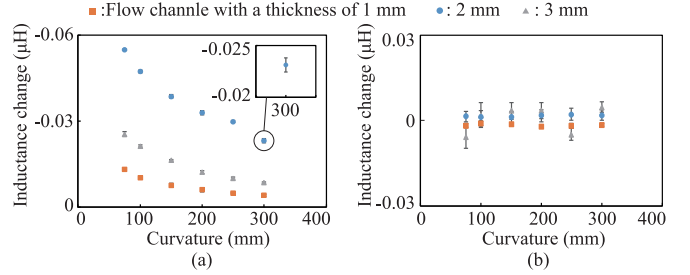 :Flow channle with a thickness of 1 mm : 2 mm : 3 mm
Inductance change (μH)
-0.06
-0.03
0
-0.025
-0.02
300
0 100 200 300 400
Curvature (mm)
(a)
Inductance change (μH)
0.03
0
-0.03
0 100 200 300 400
Curvature (mm)
(b)